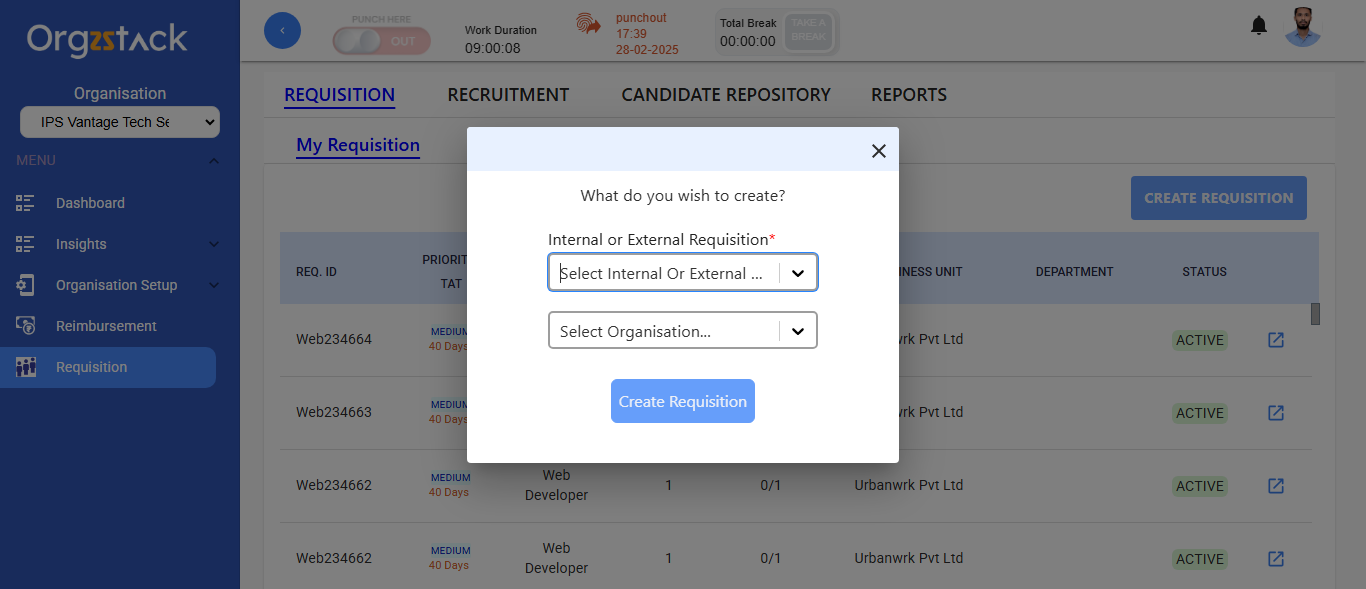 Orgzstack
Organisation
IPS Vantage Tech Se
MENU
Dashboard
Insights
Organisation Setup
Reimbursement
Requisition
PUNCH HERE
OUT
Work Duration
09:00:08
punchout
17:39
28-02-2025
Total Break
00:00:00
TAKE A
BREAK
REQUISITION RECRUITMENT CANDIDATE REPOSITORY REPORTS
My Requisition
CREATE REQUISITION
What do you wish to create?
Internal or External Requisition*
Select Internal Or External ...
Select Organisation...
Create Requisition
REQ. ID
PRIORIT
TAT
NESS UNIT
DEPARTMENT
STATUS
Web234664
MEDIUM
40 Days
rk Pvt Ltd
ACTIVE
Web234663
MEDIUM
40 Days
rk Pvt Ltd
ACTIVE
Web234662
MEDIUM
40 Days
Web
Developer
1
0/1
Urbanwrk Pvt Ltd
ACTIVE
Web234662
MEDIUM
40 Days
Web
Developer
1
0/1
Urbanwrk Pvt Ltd
ACTIVE